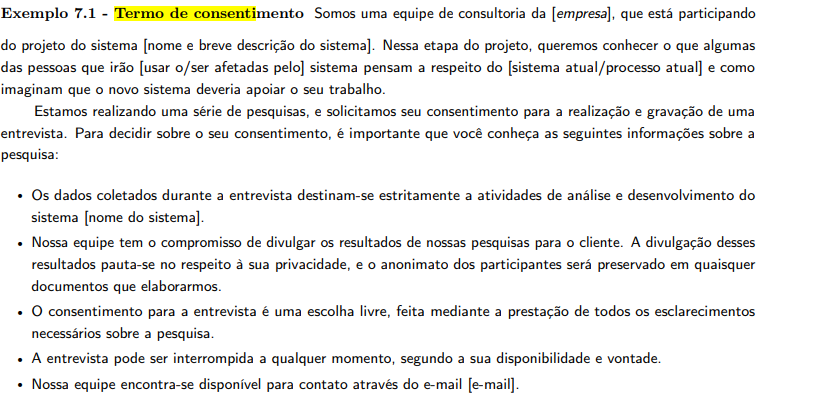 Exemplo 7.1 - Termo de consentimento Somos uma equipe de consultoria da [empresa], que está participando
do projeto do sistema [nome e breve descrição do sistema]. Nessa etapa do projeto, queremos conhecer o que algumas
das pessoas que irão [usar o/ser afetadas pelo] sistema pensam a respeito do [sistema atual/processo atual] e como
imaginam que o novo sistema deveria apoiar o seu trabalho.
Estamos realizando uma série de pesquisas, e solicitamos seu consentimento para a realização e gravação de uma
entrevista. Para decidir sobre o seu consentimento, é importante que você conheça as seguintes informações sobre a
pesquisa:
• Os dados coletados durante a entrevista destinam-se estritamente a atividades de análise e desenvolvimento do
sistema [nome do sistema].
• Nossa equipe tem o compromisso de divulgar os resultados de nossas pesquisas para o cliente. A divulgação desses
resultados pauta-se no respeito à sua privacidade, e o anonimato dos participantes será preservado em quaisquer
documentos que elaborarmos.
• O consentimento para a entrevista é uma escolha livre, feita mediante a prestação de todos os esclarecimentos
necessários sobre a pesquisa.
• A entrevista pode ser interrompida a qualquer momento, segundo a sua disponibilidade e vontade.
• Nossa equipe encontra-se disponível para contato através do e-mail [e-mail].